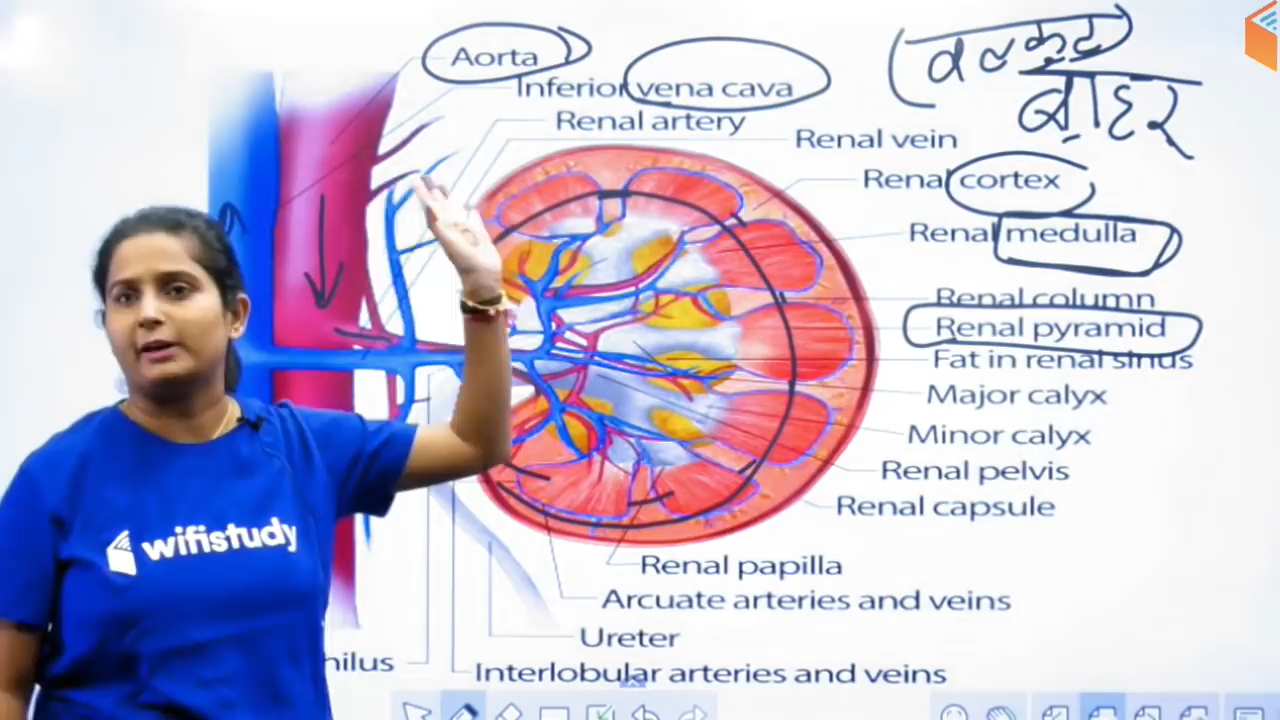 Aorta
Inferior vena cava
Renal artery
Renal vein
Renal cortex
Renal medulla
Renal column
Renal pyramid
Fat in renal sinus
Major calyx
Minor calyx
Renal pelvis
Renal capsule
Renal papilla
Arcuate arteries and veins
Ureter
hilus
Interlobular arteries and veins
बाहर
wifistudy